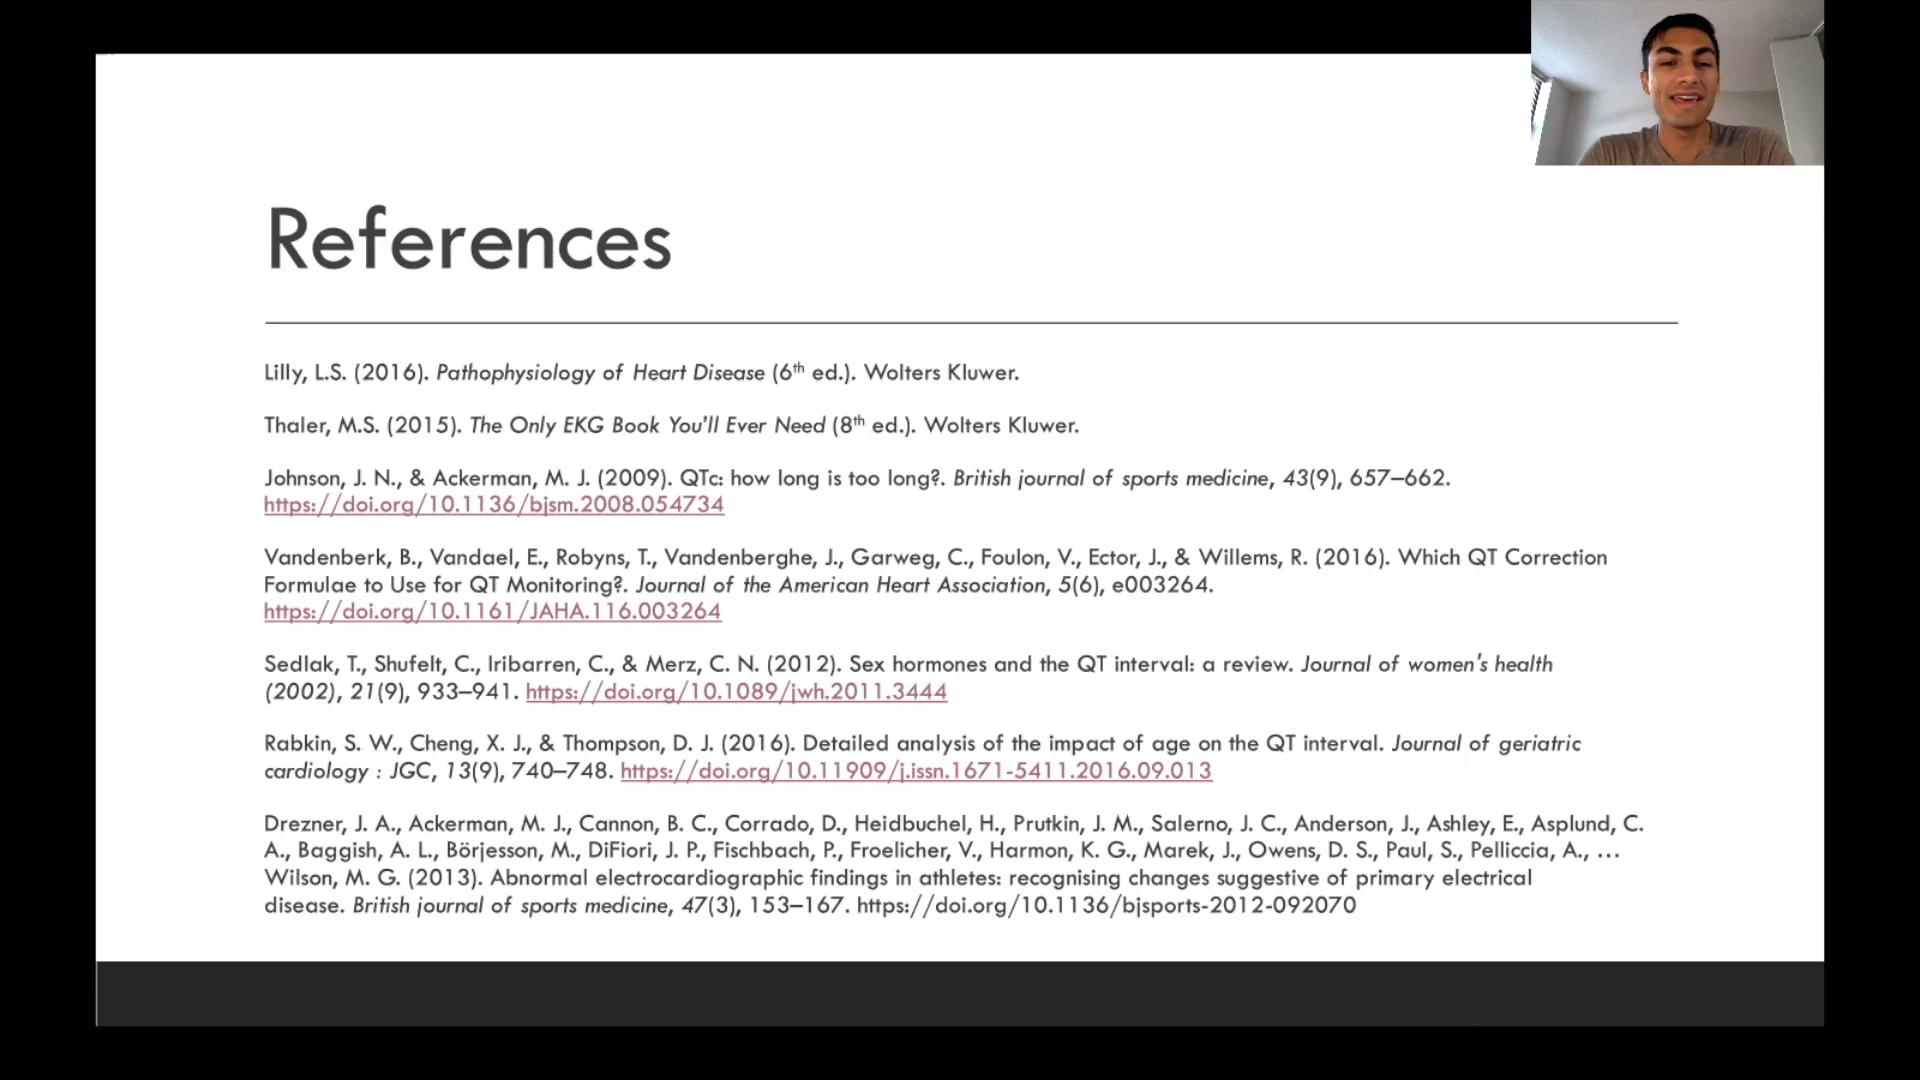 References
Lilly, L.S. (2016). Pathophysiology of Heart Disease (6th ed.). Wolters Kluwer.
Thaler, M.S. (2015). The Only EKG Book You'll Ever Need (8th ed.). Wolters Kluwer.
Johnson, J. N., & Ackerman, M. J. (2009). QTc: how long is too long?. British journal of sports medicine, 43(9), 657–662.
https://doi.org/10.1136/bjsm.2008.054734
Vandenberk, B., Vandael, E., Robyns, T., Vandenberghe, J., Garweg, C., Foulon, V., Ector, J., & Willems, R. (2016). Which QT Correction
Formulae to Use for QT Monitoring?. Journal of the American Heart Association, 5(6), e003264.
https://doi.org/10.1161/JAHA.116.003264
Sedlak, T., Shufelt, C., Iribarren, C., & Merz, C. N. (2012). Sex hormones and the QT interval: a review. Journal of women's health
(2002), 21(9), 933–941. https://doi.org/10.1089/jwh.2011.3444
Rabkin, S. W., Cheng, X. J., & Thompson, D. J. (2016). Detailed analysis of the impact of age on the QT interval. Journal of geriatric
cardiology : JGC, 13(9), 740–748. https://doi.org/10.11909/j.issn.1671-5411.2016.09.013
Drezner, J. A., Ackerman, M. J., Cannon, B. C., Corrado, D., Heidbuchel, H., Prutkin, J. M., Salerno, J. C., Anderson, J., Ashley, E., Asplund, C.
A., Baggish, A. L., Börjesson, M., DiFiori, J. P., Fischbach, P., Froelicher, V., Harmon, K. G., Marek, J., Owens, D. S., Paul, S., Pelliccia, A., …
Wilson, M. G. (2013). Abnormal electrocardiographic findings in athletes: recognising changes suggestive of primary electrical
disease. British journal of sports medicine, 47(3), 153–167. https://doi.org/10.1136/bjsports-2012-092070